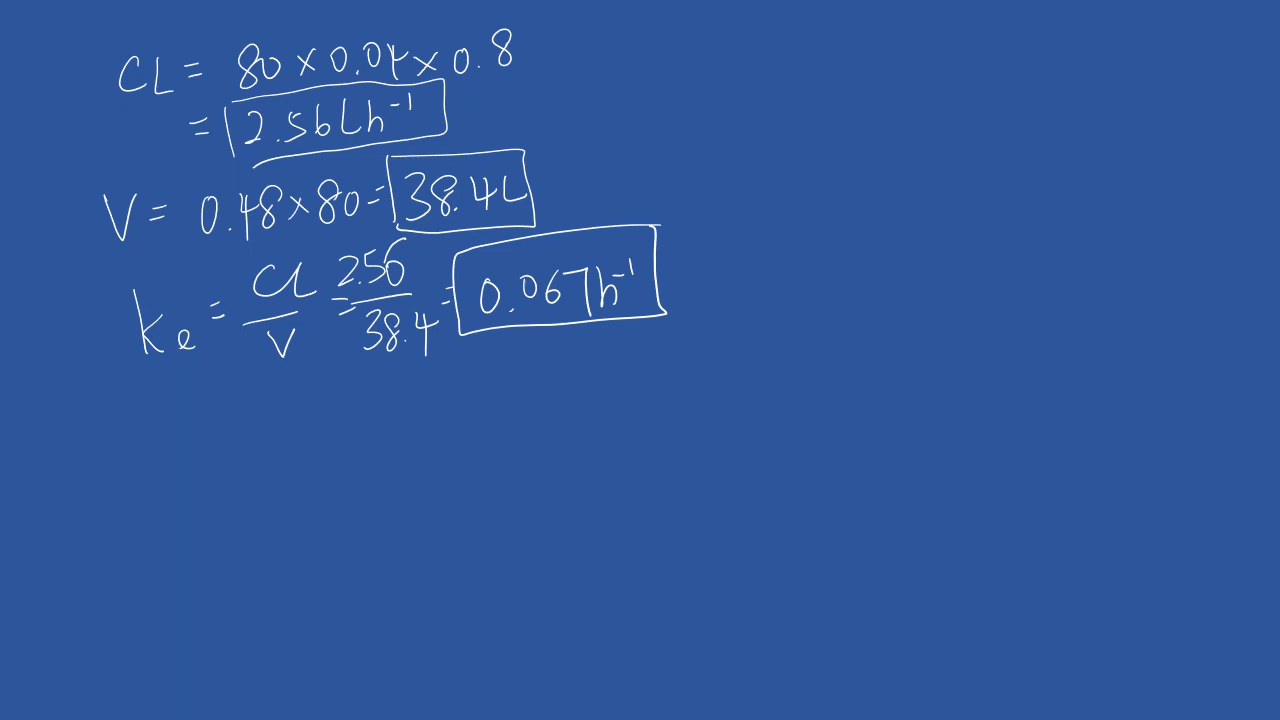 CL = 80 × 0.04 × 0.8
= 2.56 Lh⁻¹
V = 0.48 × 80 = 38.4 L
ke = CL/V = 2.56/38.4 = 0.067 h⁻¹